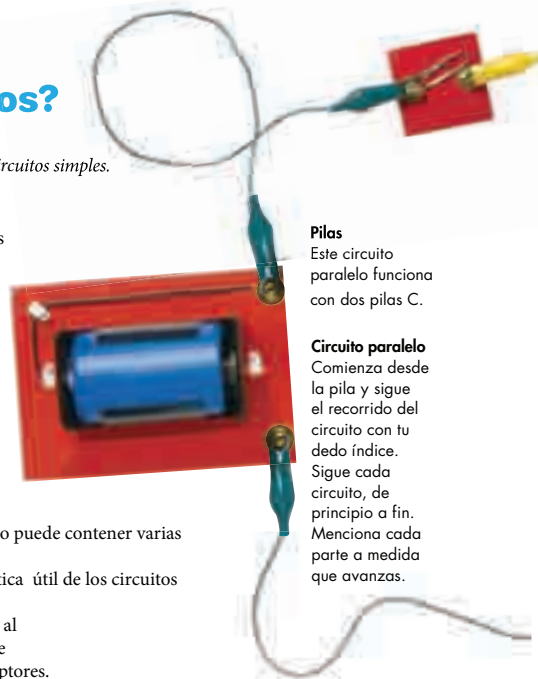 os?
rcuitos simples.
s
Pilas
Este circuito
paralelo funciona
con dos pilas C.
Circuito paralelo
Comienza desde
la pila y sigue
el recorrido del
circuito con tu
dedo índice.
Sigue cada
circuito, de
principio a fin.
Menciona cada
parte a medida
que avanzas.
o puede contener varias
tica útil de los circuitos
al
e
ptores.